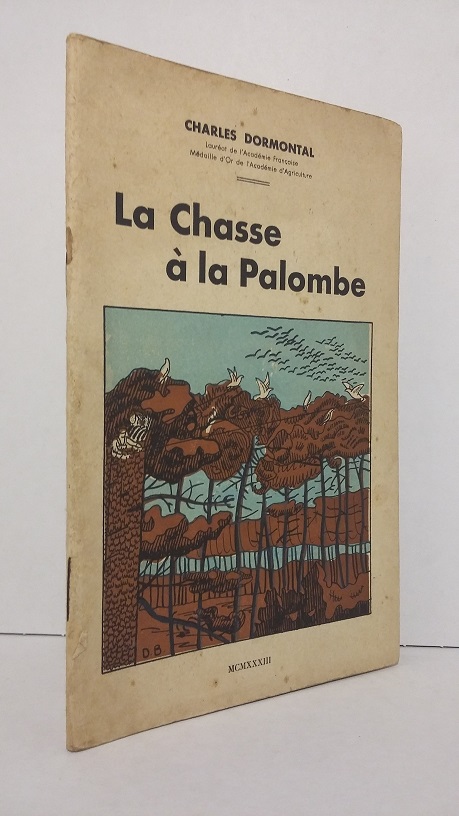 CHARLES DORMONTAL
Lauréat de l'Académie Française
Médaille d'Or de l'Académie d'Agriculture
La Chasse
à la Palombe
D.B
MCMXXXIII